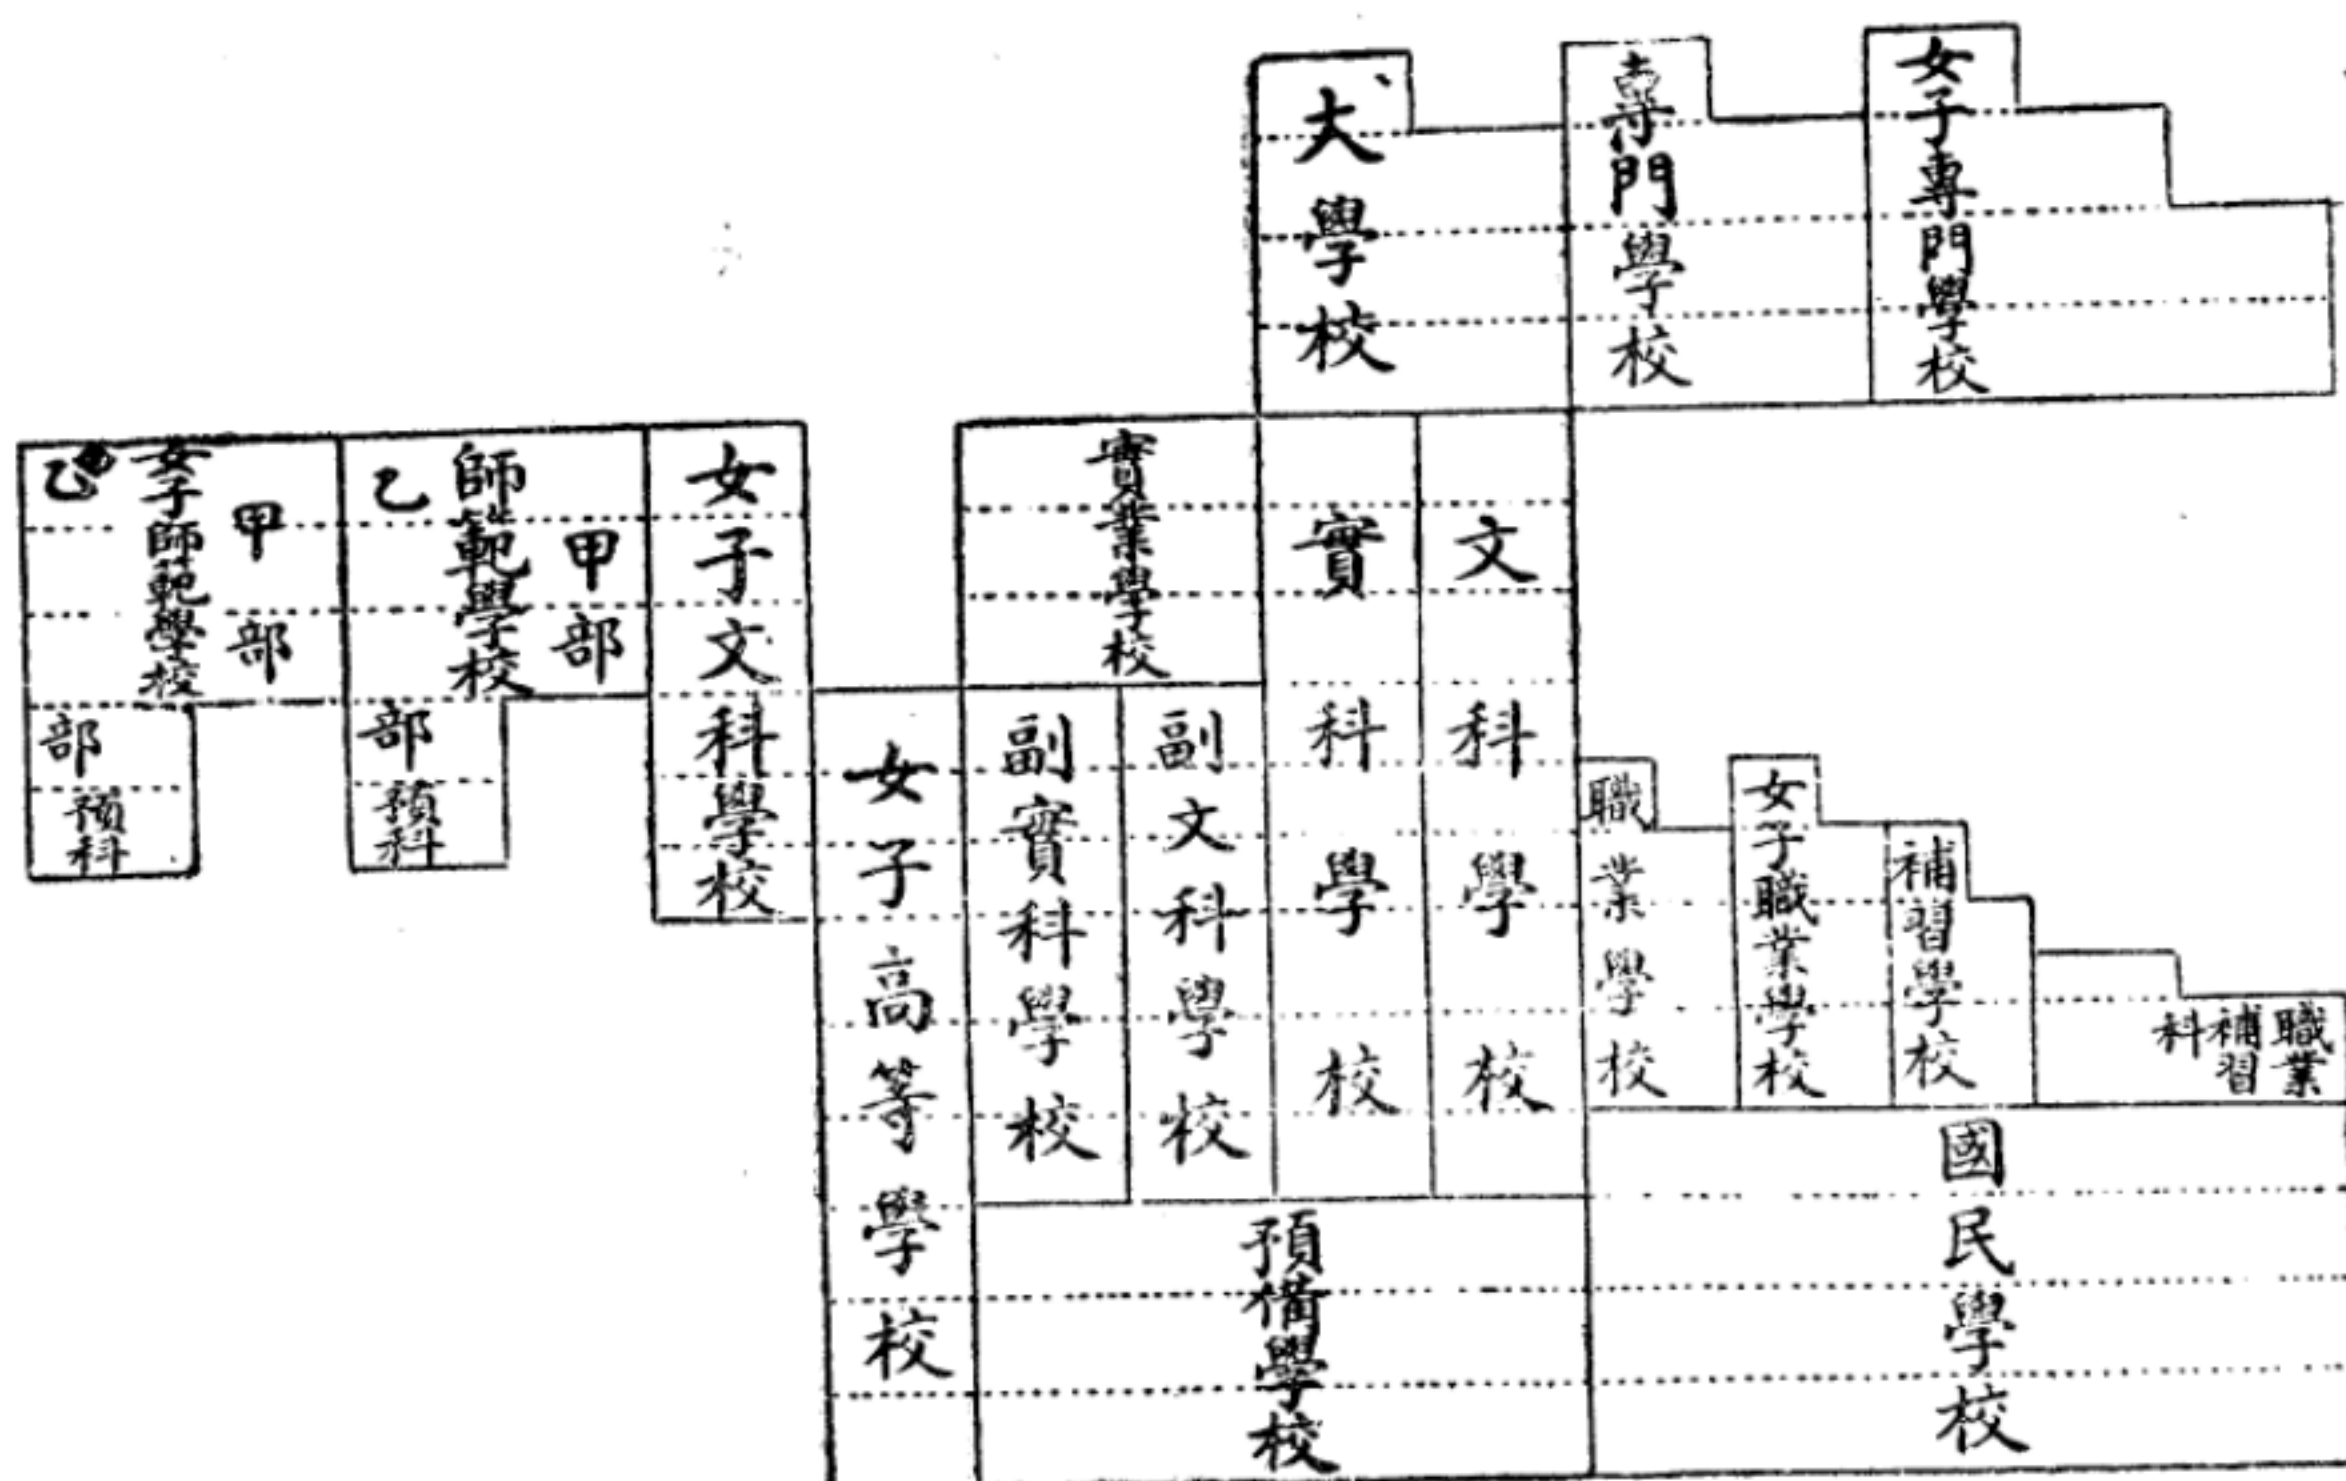 女子專門學校
專門學校
大學校
文科學校
實科學校
實業學校
副文科學校
副實科學校
女子高等學校
女子文科學校
師範學校
甲部
乙部
預科
女子師範學校
甲部
乙部
預科
職業補習科
補習學校
女子職業學校
職業學校
國民學校
預備學校